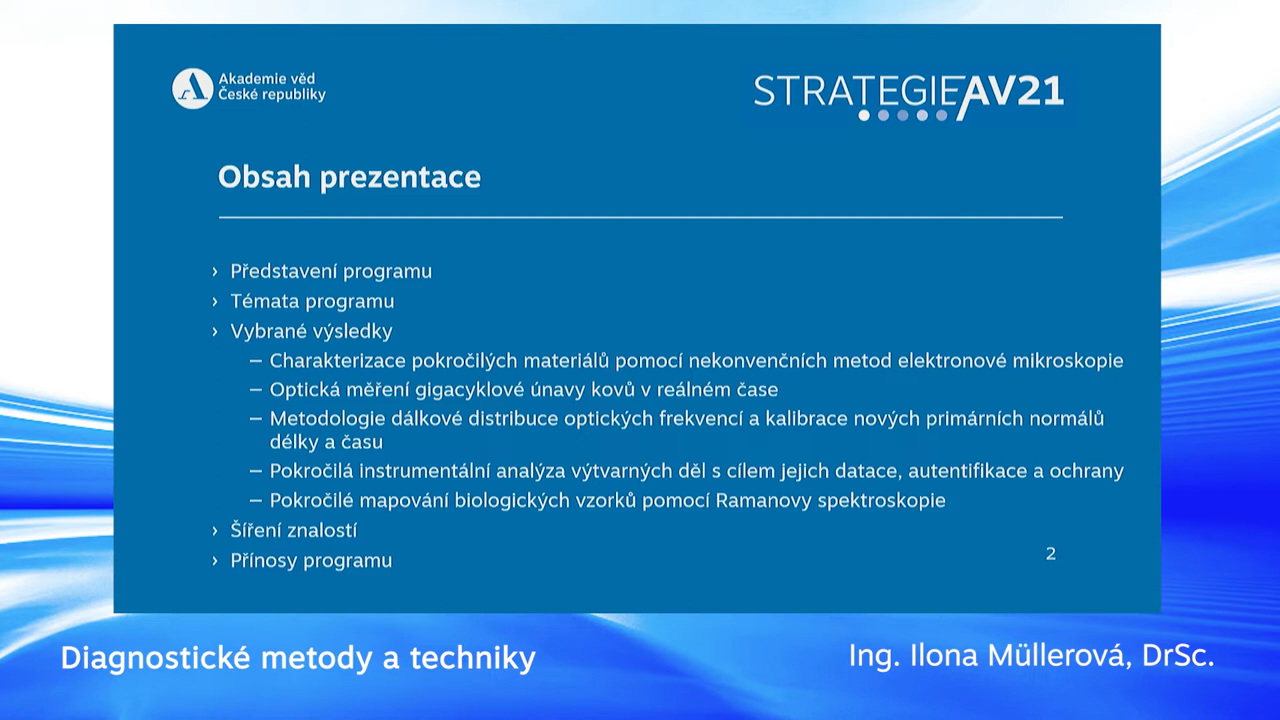 Akademie věd
České republiky
STRATEGIE AV21
Obsah prezentace
› Představení programu
› Témata programu
› Vybrané výsledky
– Charakterizace pokročilých materiálů pomocí nekonvenčních metod elektronové mikroskopie
– Optická měření gigacyklové únavy kovů v reálném čase
– Metodologie dálkové distribuce optických frekvencí a kalibrace nových primárních normálů
délky a času
– Pokročilá instrumentální analýza výtvarných děl s cílem jejich datace, autentifikace a ochrany
– Pokročilé mapování biologických vzorků pomocí Ramanovy spektroskopie
› Šíření znalostí
› Přínosy programu
2
Diagnostické metody a techniky
Ing. Ilona Müllerová, DrSc.